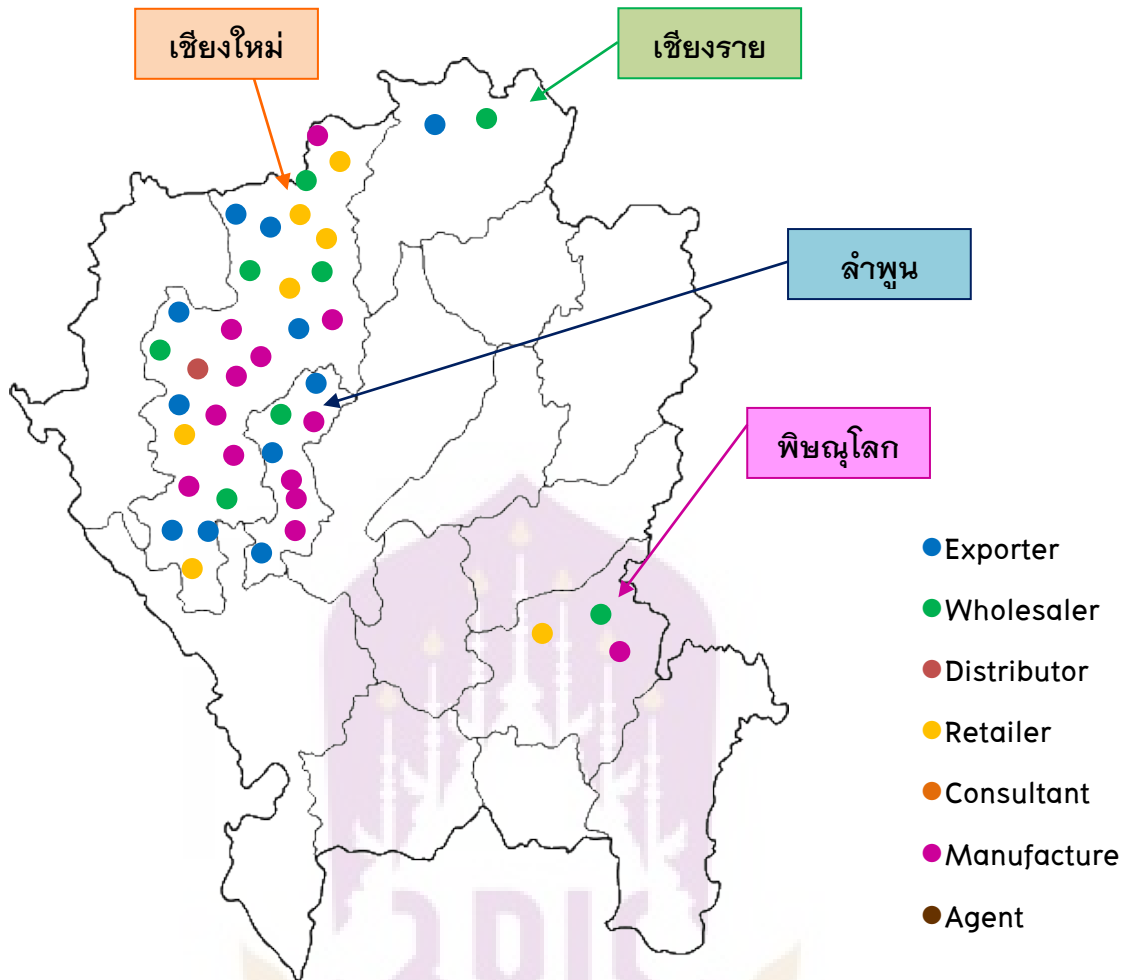 เชียงใหม่
เชียงราย
ลำพูน
พิษณุโลก
Exporter
Wholesaler
Distributor
Retailer
Consultant
Manufacture
Agent